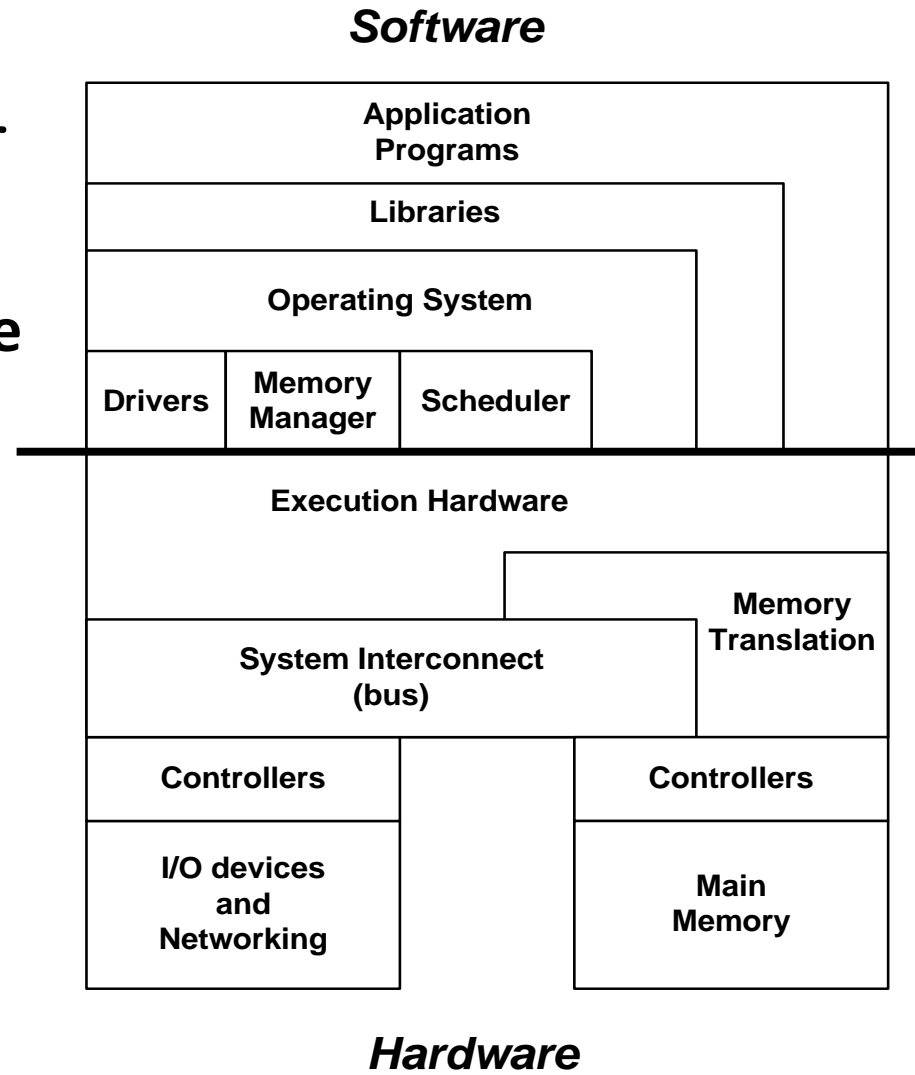 Software
Application
Programs
Libraries
e
Operating System
Drivers
Memory
Manager
Scheduler
Execution Hardware
Memory
Translation
System Interconnect
(bus)
Controllers
Controllers
I/O devices
and
Networking
Main
Memory
Hardware